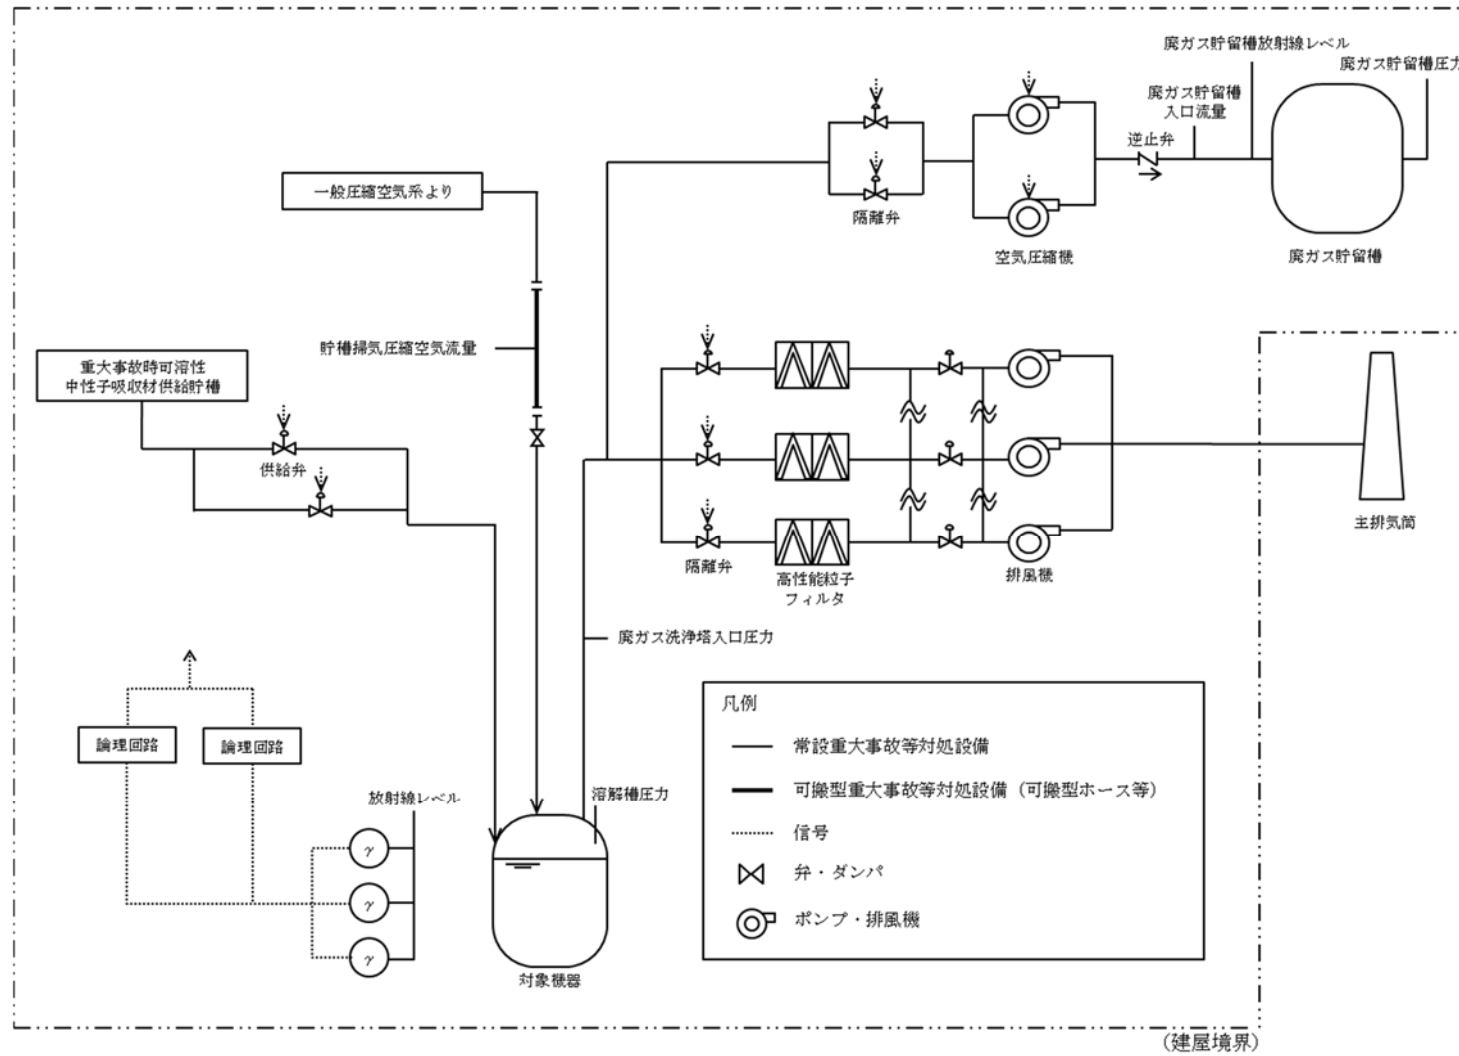 廃ガス貯留槽放射線レベル
廃ガス貯留槽圧力
廃ガス貯留槽
入口流量
逆止弁
一般圧縮空気系より
隔離弁
空気圧縮機
廃ガス貯留槽
貯槽掃気圧縮空気流量
重大事故時可溶性
中性子吸収材供給貯槽
供給弁
主排気筒
隔離弁
高性能粒子
フィルタ
排風機
廃ガス洗浄塔入口圧力
論理回路
論理回路
放射線レベル
γ
γ
γ
溶解槽圧力
対象機器
凡例
常設重大事故等対処設備
可搬型重大事故等対処設備（可搬型ホース等）
信号
弁・ダンパ
ポンプ・排風機
（建屋境界）